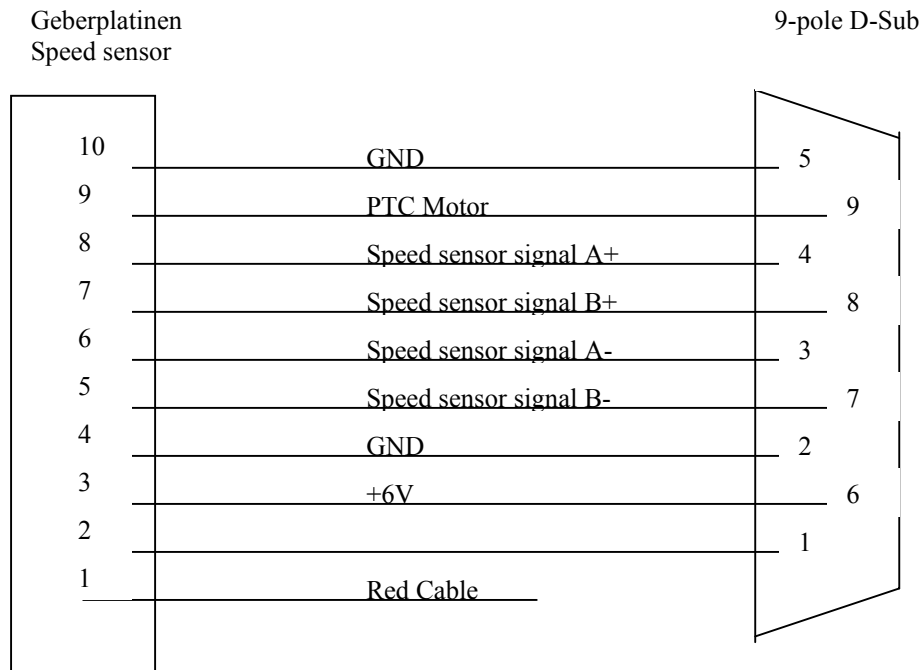 Geberplatinen
Speed sensor
9-pole D-Sub
10 GND 5
9 PTC Motor 9
8 Speed sensor signal A+ 4
7 Speed sensor signal B+ 8
6 Speed sensor signal A- 3
5 Speed sensor signal B- 7
4 GND 2
3 +6V 6
2 1
1 Red Cable